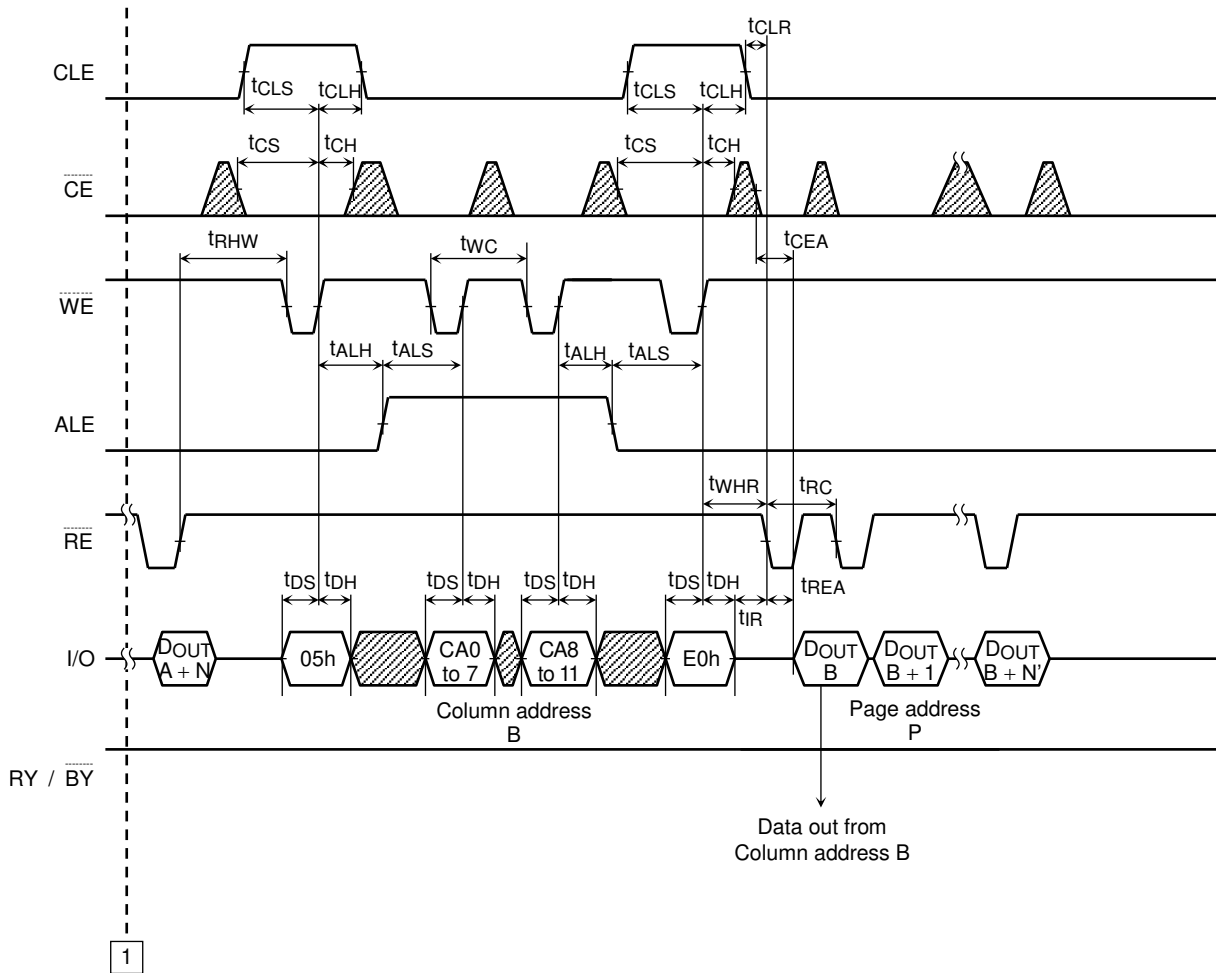 tCLR
CLE
tCLS tCLH tCLS tCLH
tCS tCH tCS tCH
CE
tRHW tWC tCEA
WE
tALH tALS tALH tALS
ALE
tWHR tRC
RE
tDS tDH tDS tDH tDS tDH tDS tDH tREA
tIR
I/O DOUT A + N 05h CA0 to 7 CA8 to 11 E0h DOUT B DOUT B + 1 DOUT B + N’
Column address
B
Page address
P
RY / BY
Data out from
Column address B
1